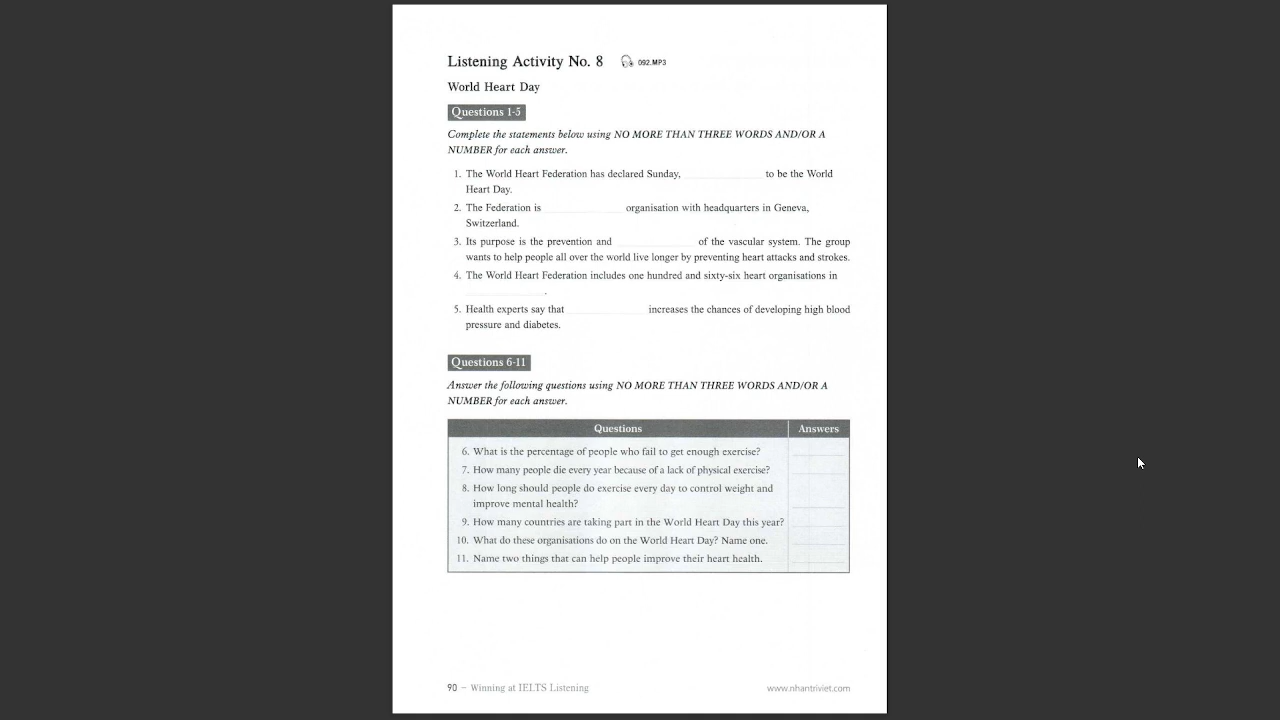 Listening Activity No. 8 092.MP3
World Heart Day
Questions 1-5
Complete the statements below using NO MORE THAN THREE WORDS AND/OR A
NUMBER for each answer.
1. The World Heart Federation has declared Sunday, ______ to be the World
Heart Day.
2. The Federation is ______ organisation with headquarters in Geneva,
Switzerland.
3. Its purpose is the prevention and ______ of the vascular system. The group
wants to help people all over the world live longer by preventing heart attacks and strokes.
4. The World Heart Federation includes one hundred and sixty-six heart organisations in
______.
5. Health experts say that ______ increases the chances of developing high blood
pressure and diabetes.
Questions 6-11
Answer the following questions using NO MORE THAN THREE WORDS AND/OR A
NUMBER for each answer.
Questions Answers
6. What is the percentage of people who fail to get enough exercise?
7. How many people die every year because of a lack of physical exercise?
8. How long should people do exercise every day to control weight and
improve mental health?
9. How many countries are taking part in the World Heart Day this year?
10. What do these organisations do on the World Heart Day? Name one.
11. Name two things that can help people improve their heart health.
90 – Winning at IELTS Listening www.nhantriviet.com